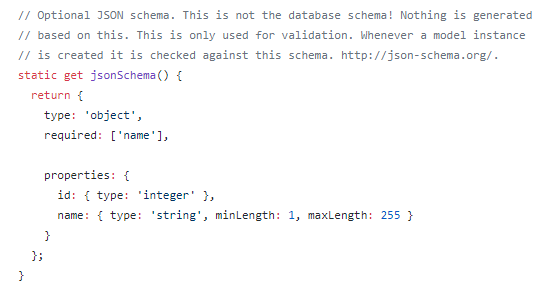 // Optional JSON schema. This is not the database schema! Nothing is generated
// based on this. This is only used for validation. Whenever a model instance
// is created it is checked against this schema. http://json-schema.org/.
static get jsonSchema() {
  return {
    type: 'object',
    required: ['name'],

    properties: {
      id: { type: 'integer' },
      name: { type: 'string', minLength: 1, maxLength: 255 }
    }
  };
}